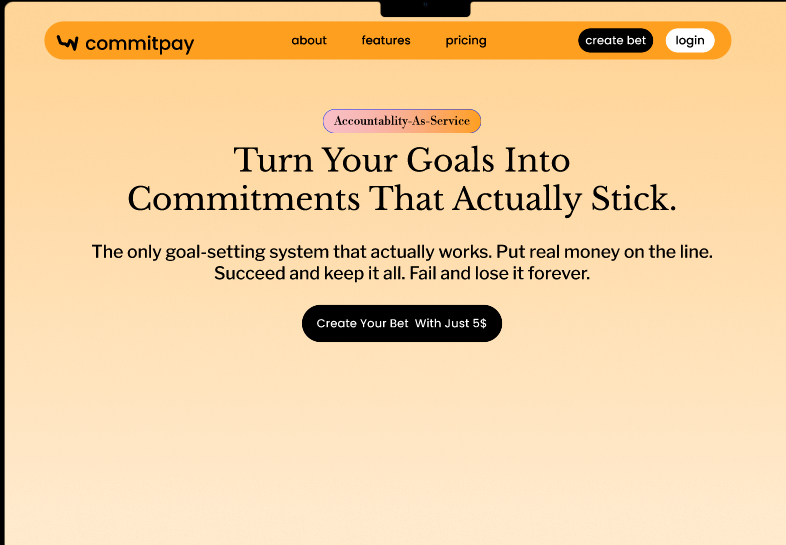 commitpay
about
features
pricing
create bet
login
Accountablity-As-Service
Turn Your Goals Into
Commitments That Actually Stick.
The only goal-setting system that actually works. Put real money on the line.
Succeed and keep it all. Fail and lose it forever.
Create Your Bet  With Just 5$